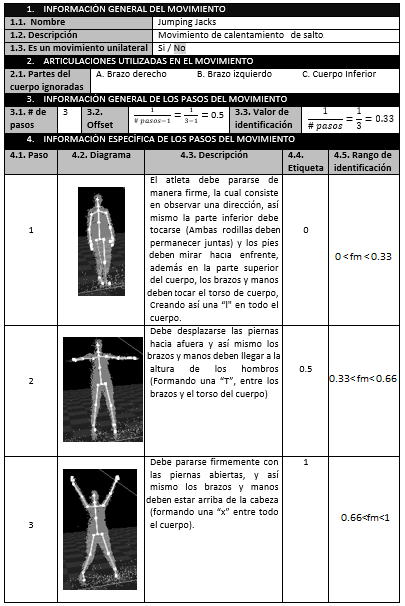 1. INFORMACIÓN GENERAL DEL MOVIMIENTO
1.1. Nombre
Jumping Jacks
1.2. Descripción
Movimiento de calentamiento de salto
1.3. Es un movimiento unilateral
Si / No
2. ARTICULACIONES UTILIZADAS EN EL MOVIMIENTO
2.1. Partes del
cuerpo ignoradas
A. Brazo derecho B. Brazo izquierdo C. Cuerpo Inferior
3. INFORMACIÓN GENERAL DE LOS PASOS DEL MOVIMIENTO
3.1. # de
pasos
3
3.2.
Offset
1/(# pasos−1) = 1/(3−1) = 0.5
3.3. Valor de
identificación
1/(# pasos) = 1/3 = 0.33
4. INFORMACIÓN ESPECÍFICA DE LOS PASOS DEL MOVIMIENTO
4.1. Paso
4.2. Diagrama
4.3. Descripción
4.4.
Etiqueta
4.5. Rango de
identificación
1
El atleta debe pararse de
manera firme, la cual consiste
en observar una dirección, así
mismo la parte inferior debe
tocarse (Ambas rodillas deben
permanecer juntas) y los pies
deben mirar hacia enfrente,
además en la parte superior
del cuerpo, los brazos y manos
deben tocar el torso de cuerpo,
Creando así una "l" en todo el
cuerpo.
0
0 < fm < 0.33
2
Debe desplazarse las piernas
hacia afuera y así mismo los
brazos y manos deben llegar a la
altura de los hombros
(Formando una "T", entre los
brazos y el torso del cuerpo)
0.5
0.33< fm< 0.66
3
Debe pararse firmemente con
las piernas abiertas, y así
mismo los brazos y manos
deben estar arriba de la cabeza
(formando una "x" entre todo
el cuerpo).
1
0.66<fm<1